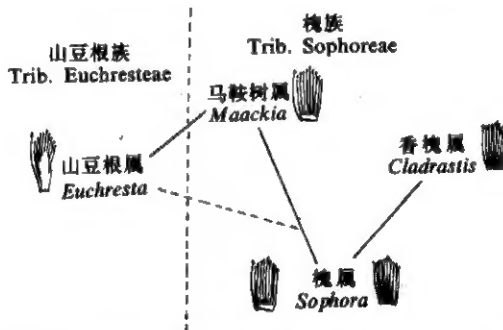 山豆根族
Trib. Euchresteae
槐族
Trib. Sophoreae
马鞍树属
Maackia
香槐属
Cladrastis
山豆根属
Euchresta
槐属
Sophora